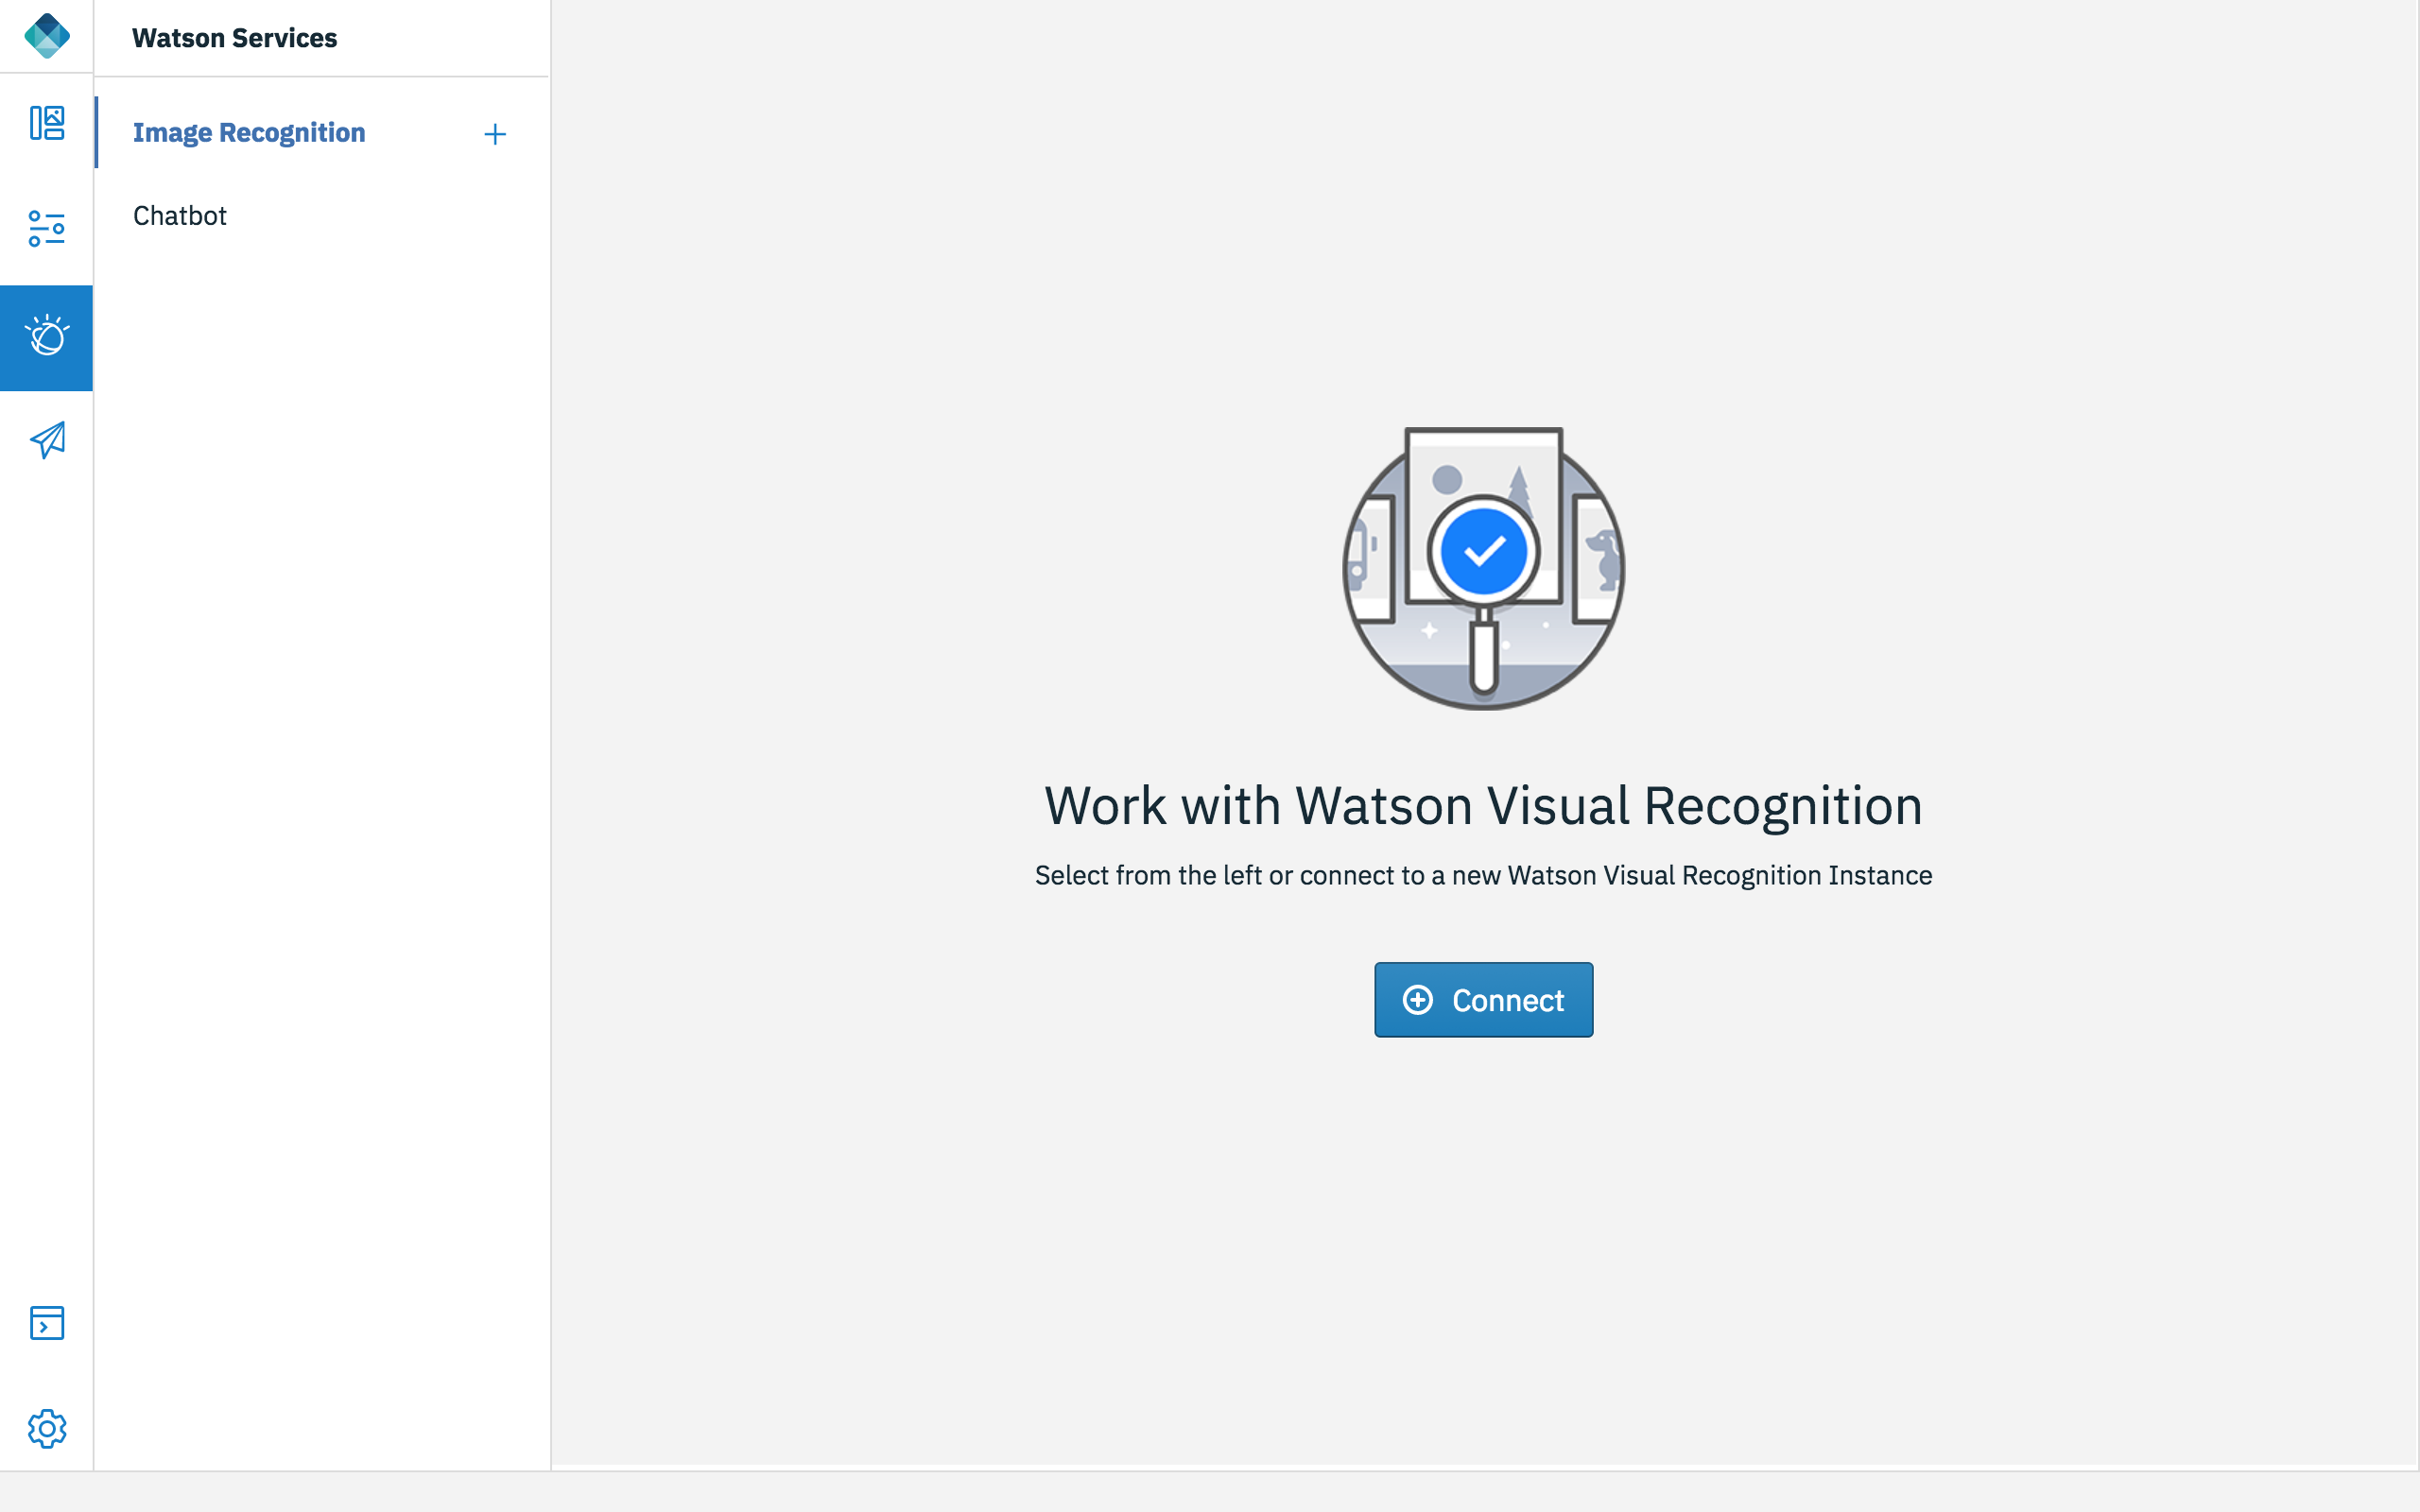 Watson Services
Image Recognition
Chatbot
Work with Watson Visual Recognition
Select from the left or connect to a new Watson Visual Recognition Instance
Connect